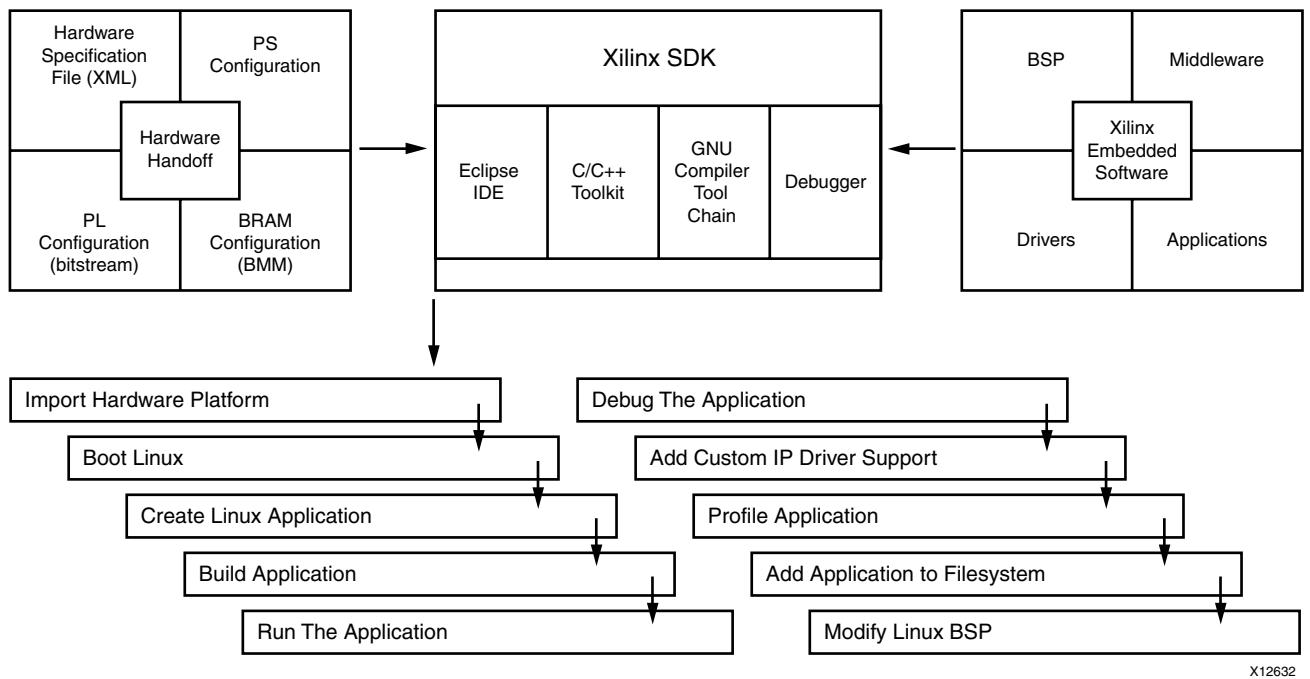 Hardware
Specification
File (XML)
PS
Configuration
Hardware
Handoff
PL
Configuration
(bitstream)
BRAM
Configuration
(BMM)
Xilinx SDK
Eclipse
IDE
C/C++
Toolkit
GNU
Compiler
Tool
Chain
Debugger
BSP
Middleware
Xilinx
Embedded
Software
Drivers
Applications
Import Hardware Platform
Boot Linux
Create Linux Application
Build Application
Run The Application
Debug The Application
Add Custom IP Driver Support
Profile Application
Add Application to Filesystem
Modify Linux BSP
X12632